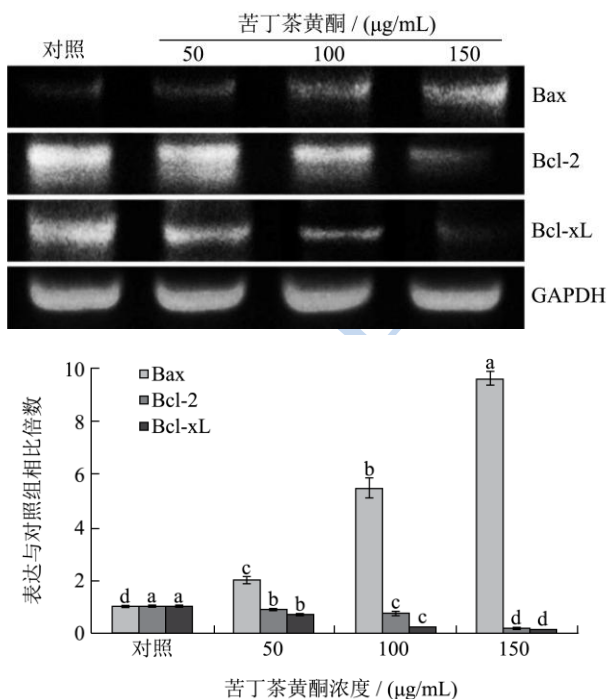 苦丁茶黄酮 / (μg/mL)
对照 50 100 150
Bax
Bcl-2
Bcl-xL
GAPDH
表达与对照组相比倍数
10
8
6
4
2
0
Bax
Bcl-2
Bcl-xL
d a a
c b b
b c c
a d d
对照 50 100 150
苦丁茶黄酮浓度 / (μg/mL)